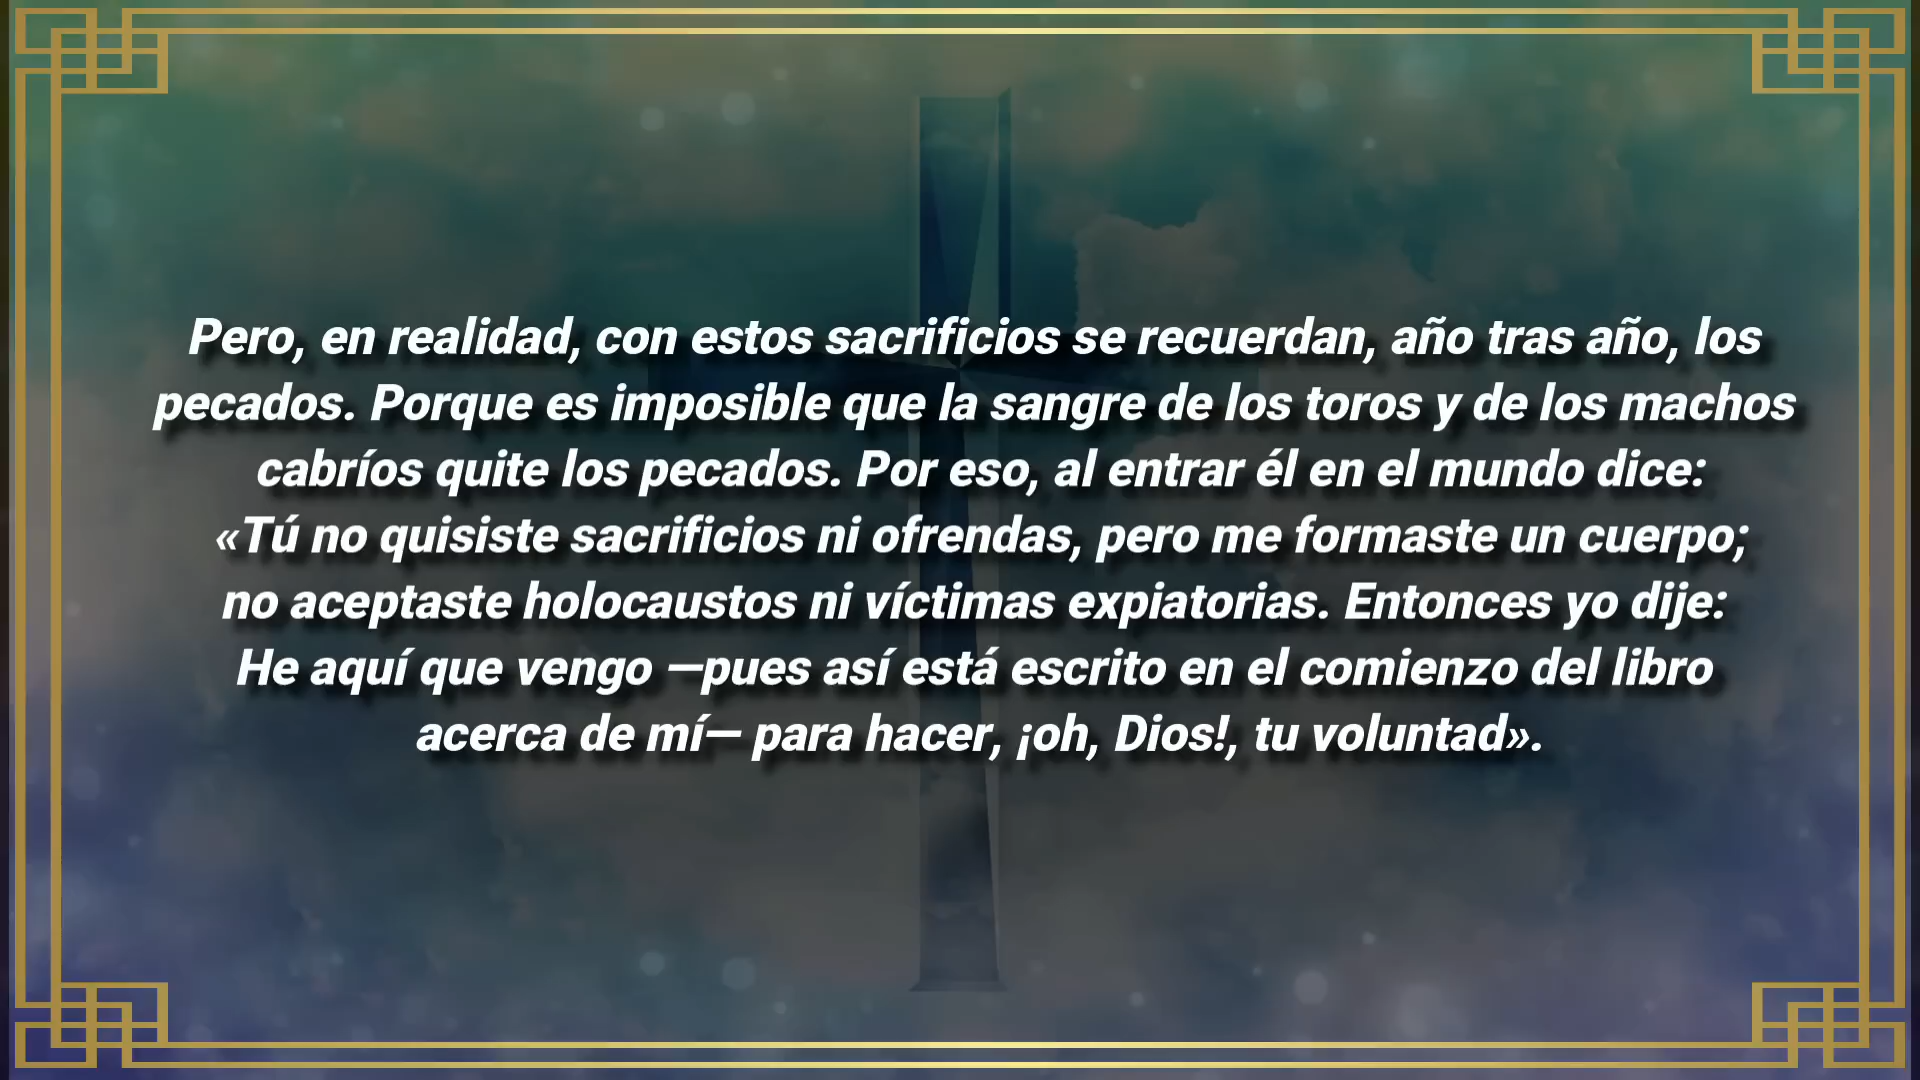 Pero, en realidad, con estos sacrificios se recuerdan, año tras año, los
pecados. Porque es imposible que la sangre de los toros y de los machos
cabríos quite los pecados. Por eso, al entrar él en el mundo dice:
«Tú no quisiste sacrificios ni ofrendas, pero me formaste un cuerpo;
no aceptaste holocaustos ni víctimas expiatorias. Entonces yo dije:
He aquí que vengo —pues así está escrito en el comienzo del libro
acerca de mí— para hacer, ¡oh, Dios!, tu voluntad».